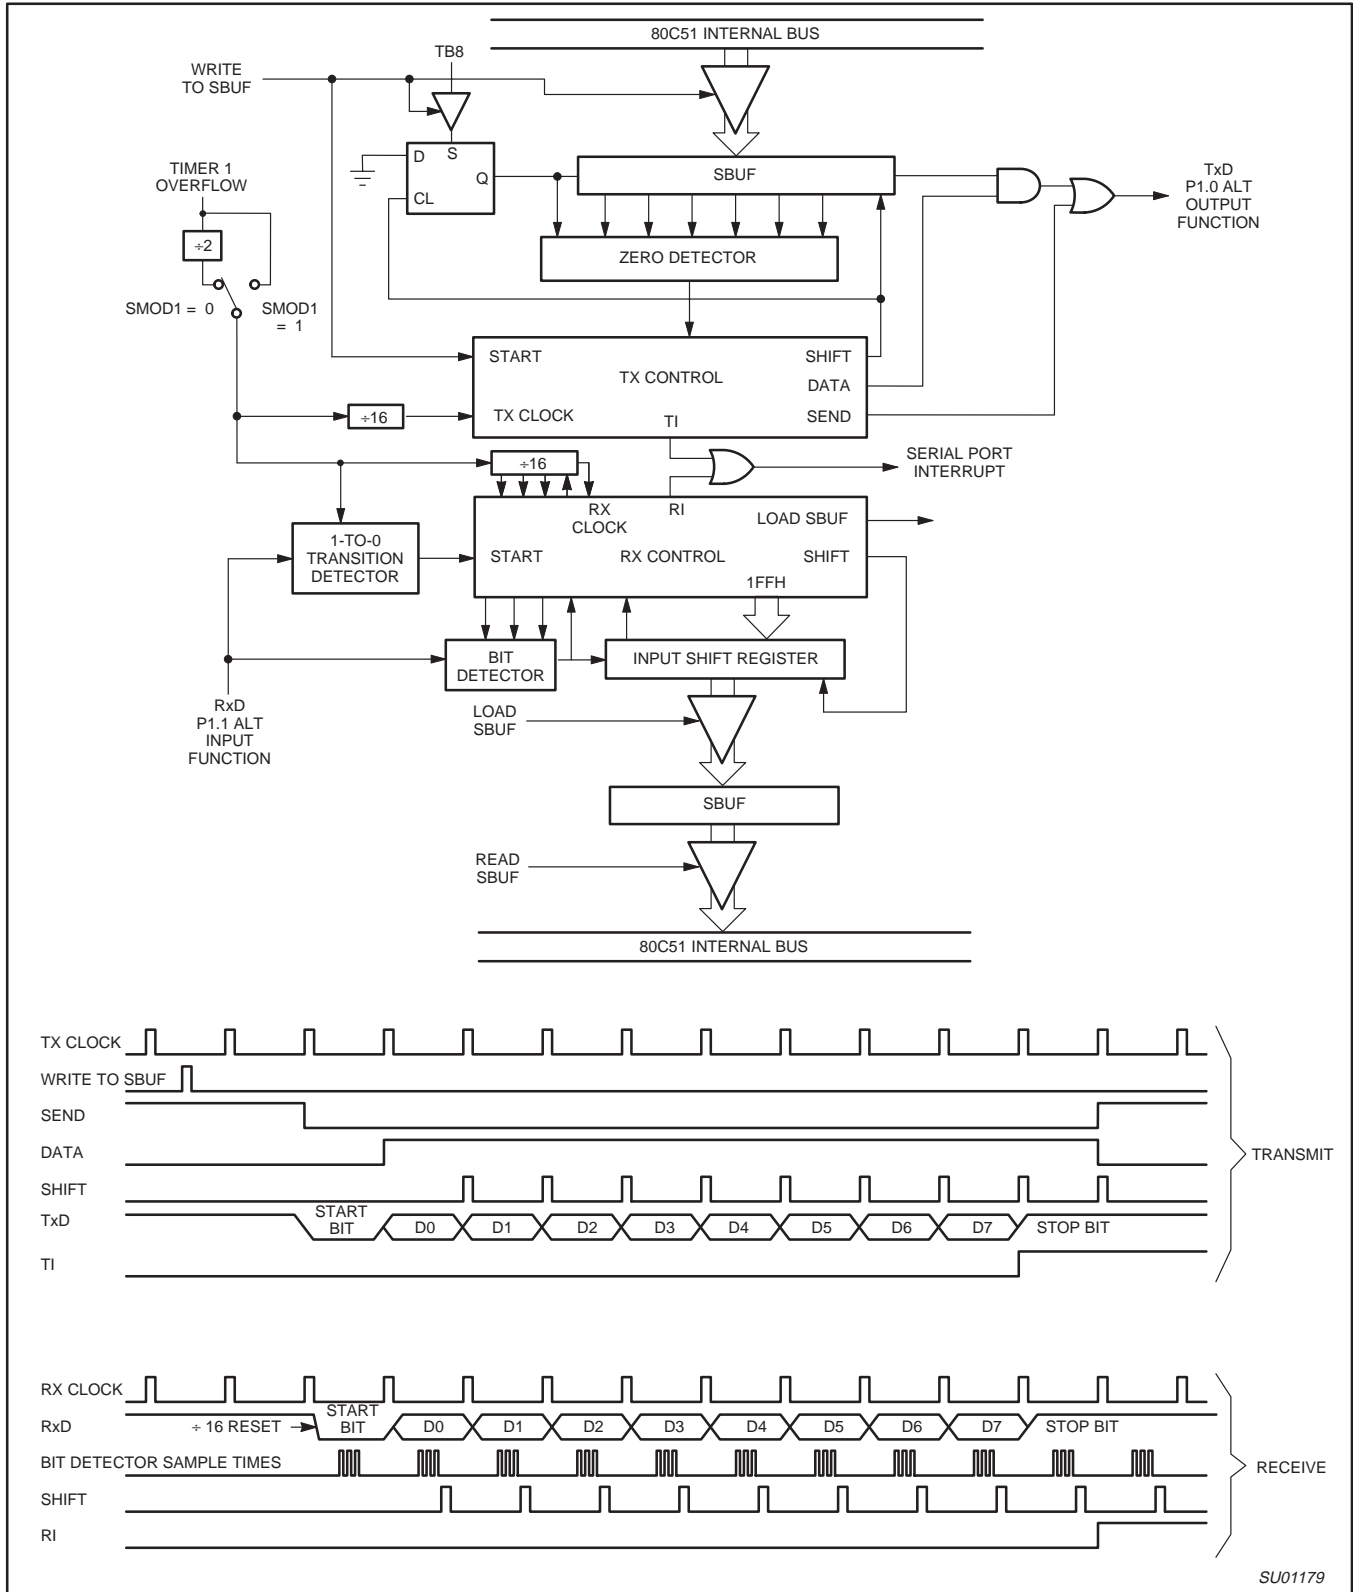 80C51 INTERNAL BUS
TB8
WRITE
TO SBUF
D
S
Q
CL
SBUF
TxD
P1.0 ALT
OUTPUT
FUNCTION
TIMER 1
OVERFLOW
÷2
ZERO DETECTOR
SMOD1 = 0
SMOD1
= 1
START
SHIFT
TX CONTROL
DATA
TX CLOCK
TI
SEND
÷16
÷16
SERIAL PORT
INTERRUPT
RX
CLOCK
RI
LOAD SBUF
1-TO-0
TRANSITION
DETECTOR
START
RX CONTROL
SHIFT
1FFH
BIT
DETECTOR
INPUT SHIFT REGISTER
RxD
P1.1 ALT
INPUT
FUNCTION
LOAD
SBUF
SBUF
READ
SBUF
80C51 INTERNAL BUS
TX CLOCK
WRITE TO SBUF
SEND
DATA
TRANSMIT
SHIFT
TxD
START
BIT
D0
D1
D2
D3
D4
D5
D6
D7
STOP BIT
TI
RX CLOCK
RxD
÷ 16 RESET
START
BIT
D0
D1
D2
D3
D4
D5
D6
D7
STOP BIT
BIT DETECTOR SAMPLE TIMES
RECEIVE
SHIFT
RI
SU01179